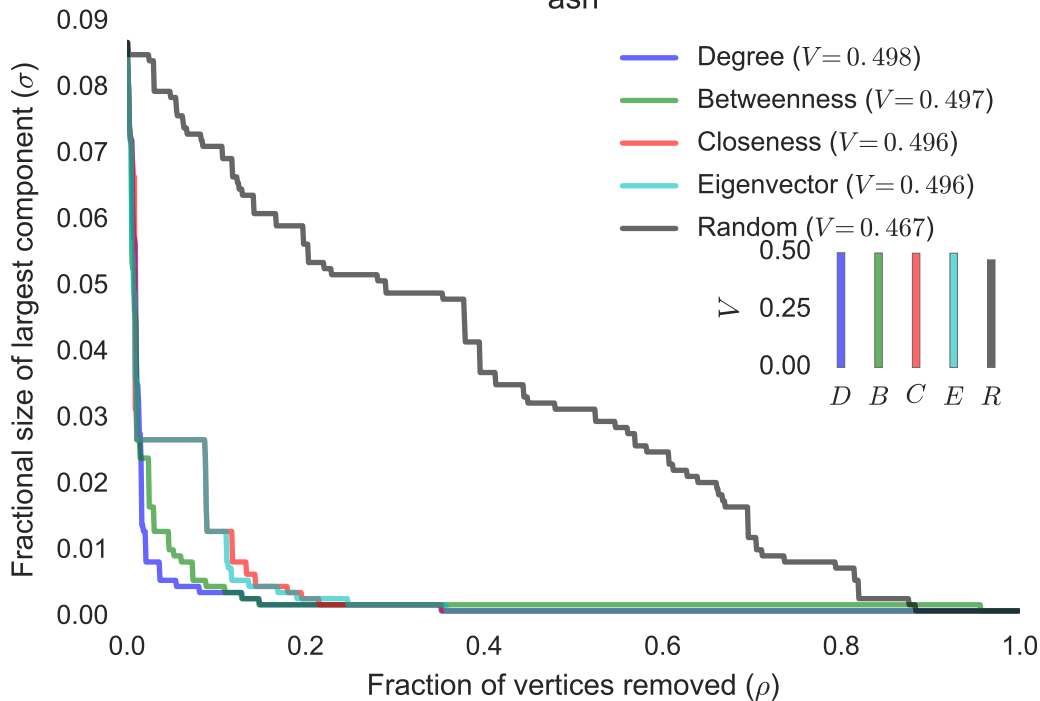 ash
0.09
0.08
0.07
0.06
0.05
0.04
0.03
0.02
0.01
0.00
Fractional size of largest component (σ)
Degree (V=0.498)
Betweenness (V=0.497)
Closeness (V=0.496)
Eigenvector (V=0.496)
Random (V=0.467)
0.50
0.25
0.00
V
D B C E R
0.0 0.2 0.4 0.6 0.8 1.0
Fraction of vertices removed (ρ)